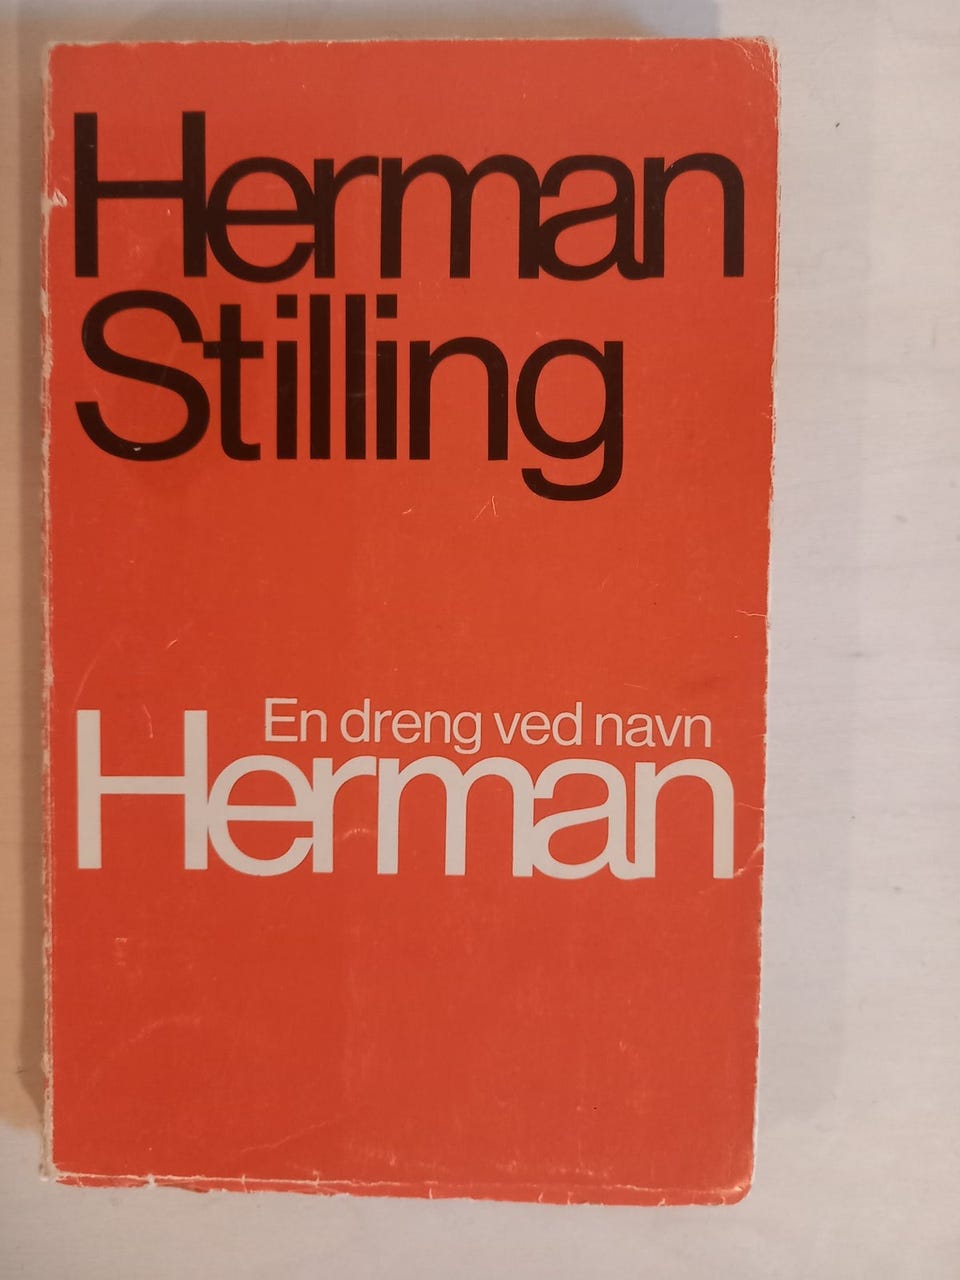 Herman
Stilling
En dreng ved navn
Herman